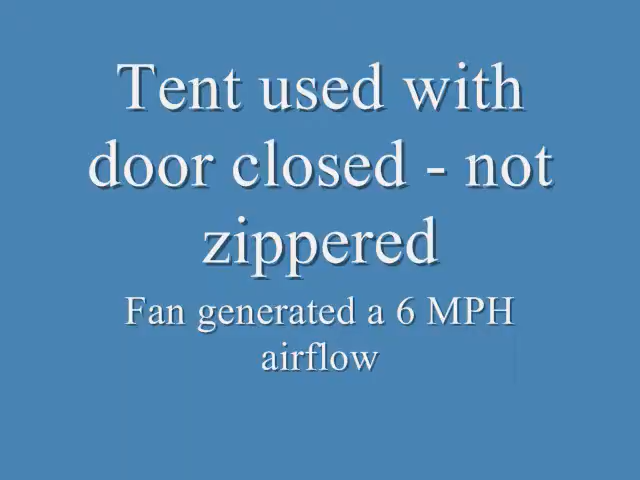 Tent used with
door closed - not
zippered
Fan generated a 6 MPH
airflow